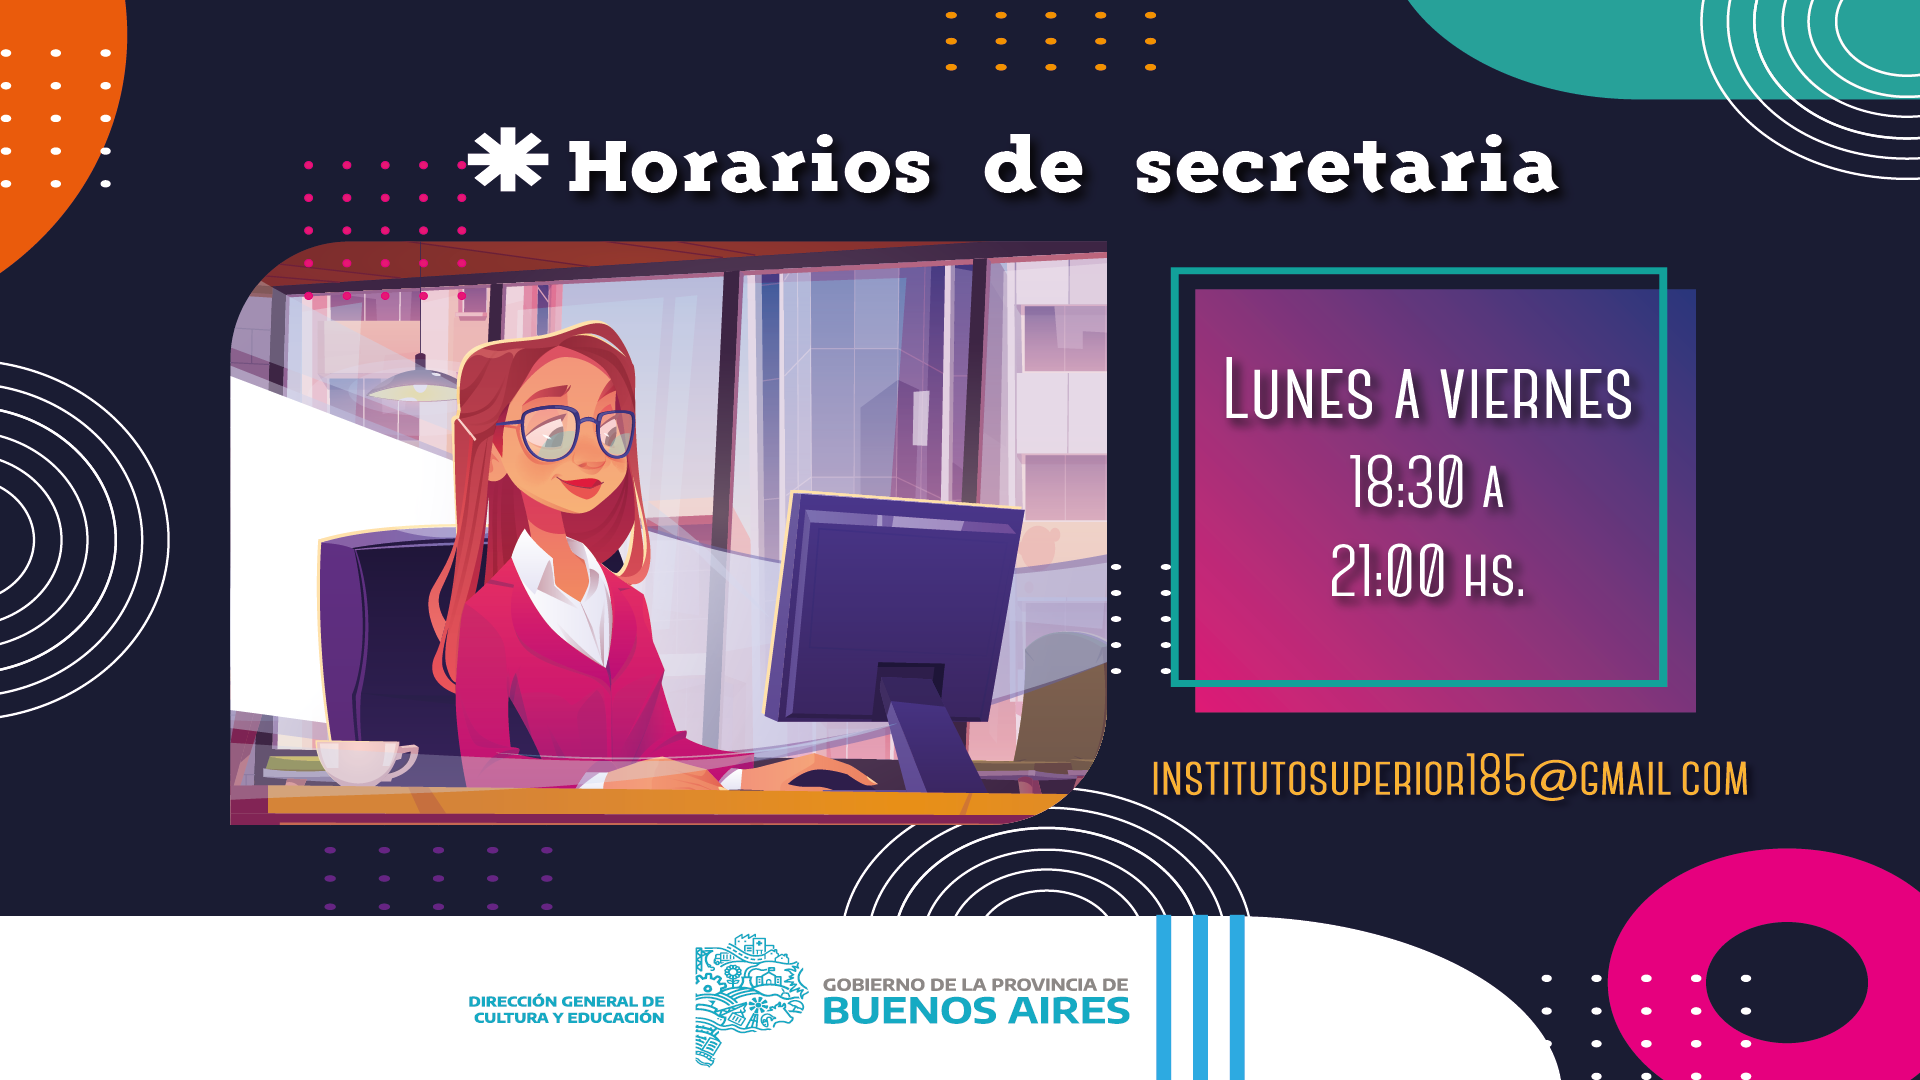 * Horarios de secretaria
Lunes a viernes
18:30 a
21:00 hs.
institutosuperior185@gmail com
DIRECCIÓN GENERAL DE
CULTURA Y EDUCACIÓN
GOBIERNO DE LA PROVINCIA DE
BUENOS AIRES